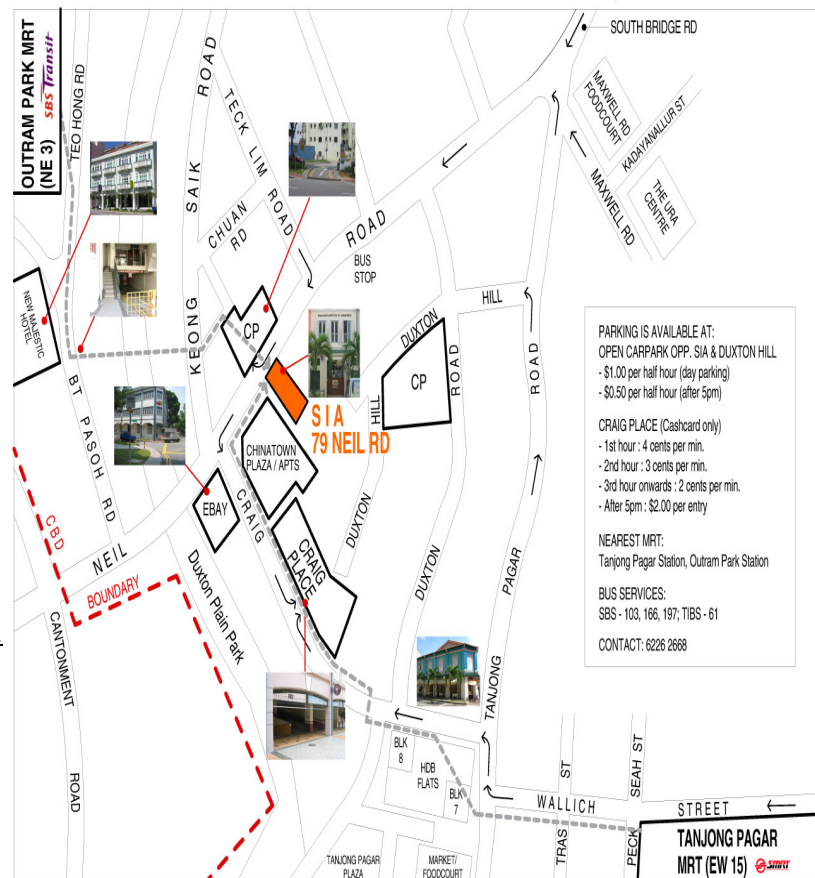 OUTRAM PARK MRT
(NE 3)
SBS Transit
TEO HONG RD
SAIK
ROAD
TECK LIM ROAD
CHUAN
RD
KEONG
ROAD
BUS
STOP
SOUTH BRIDGE RD
MAXWELL RD
FOODCOURT
KADAYANALLUR ST
MAXWELL RD
THE URA
CENTRE
NEW MAJESTIC
HOTEL
CP
DUXTON
HILL
HILL
CP
ROAD
ROAD
S I A
79 NEIL RD
CHINATOWN
PLAZA / APTS
BT PASOH RD
EBAY
CRAIG
CRAIG
PLACE
DUXTON
DUXTON
PAGAR
TANJONG
CBD
BOUNDARY
NEIL
Duxton Plain Park
CANTONMENT
ROAD
PARKING IS AVAILABLE AT:
OPEN CARPARK OPP. SIA & DUXTON HILL
- $1.00 per half hour (day parking)
- $0.50 per half hour (after 5pm)
CRAIG PLACE (Cashcard only)
- 1st hour : 4 cents per min.
- 2nd hour : 3 cents per min.
- 3rd hour onwards : 2 cents per min.
- After 5pm : $2.00 per entry
NEAREST MRT:
Tanjong Pagar Station, Outram Park Station
BUS SERVICES:
SBS - 103, 166, 197; TIBS - 61
CONTACT: 6226 2668
BLK
8
HDB
FLATS
BLK
7
TRAS ST
PECK SEAH ST
WALLICH STREET
TANJONG PAGAR
PLAZA
MARKET/
FOODCOURT
TANJONG PAGAR
MRT (EW 15)
SMRT